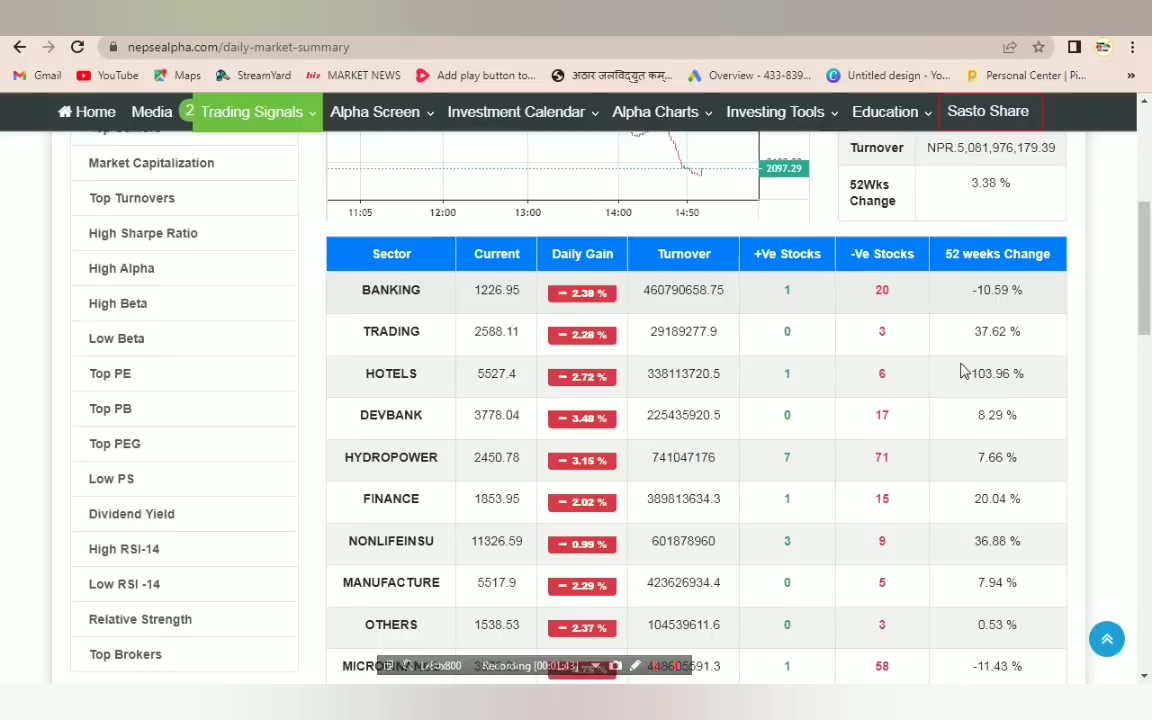 nepsealpha.com/daily-market-summary
Gmail YouTube Maps StreamYard biz MARKET NEWS Add play button to... अठार जलविद्युत कम्... Overview - 433-839... Untitled design - Yo... Personal Center | Pi... »
Home Media 2 Trading Signals Alpha Screen Investment Calendar Alpha Charts Investing Tools Education Sasto Share
Market Capitalization
Top Turnovers
High Sharpe Ratio
High Alpha
High Beta
Low Beta
Top PE
Top PB
Top PEG
Low PS
Dividend Yield
High RSI-14
Low RSI -14
Relative Strength
Top Brokers
2097.29
11:05 12:00 13:00 14:00 14:50
Turnover NPR.5,081,976,179.39
52Wks Change 3.38 %
Sector Current Daily Gain Turnover +Ve Stocks -Ve Stocks 52 weeks Change
BANKING 1226.95 − 2.38 % 460790658.75 1 20 -10.59 %
TRADING 2588.11 − 2.28 % 29189277.9 0 3 37.62 %
HOTELS 5527.4 − 2.72 % 338113720.5 1 6 103.96 %
DEVBANK 3778.04 − 3.48 % 225435920.5 0 17 8.29 %
HYDROPOWER 2450.78 − 3.15 % 741047176 7 71 7.66 %
FINANCE 1853.95 − 2.02 % 389813634.3 1 15 20.04 %
NONLIFEINSU 11326.59 − 0.99 % 601878960 3 9 36.88 %
MANUFACTURE 5517.9 − 2.29 % 423626934.4 0 5 7.94 %
OTHERS 1538.53 − 2.37 % 104539611.6 0 3 0.53 %
1 58 -11.43 %
Recording [00:01:43]